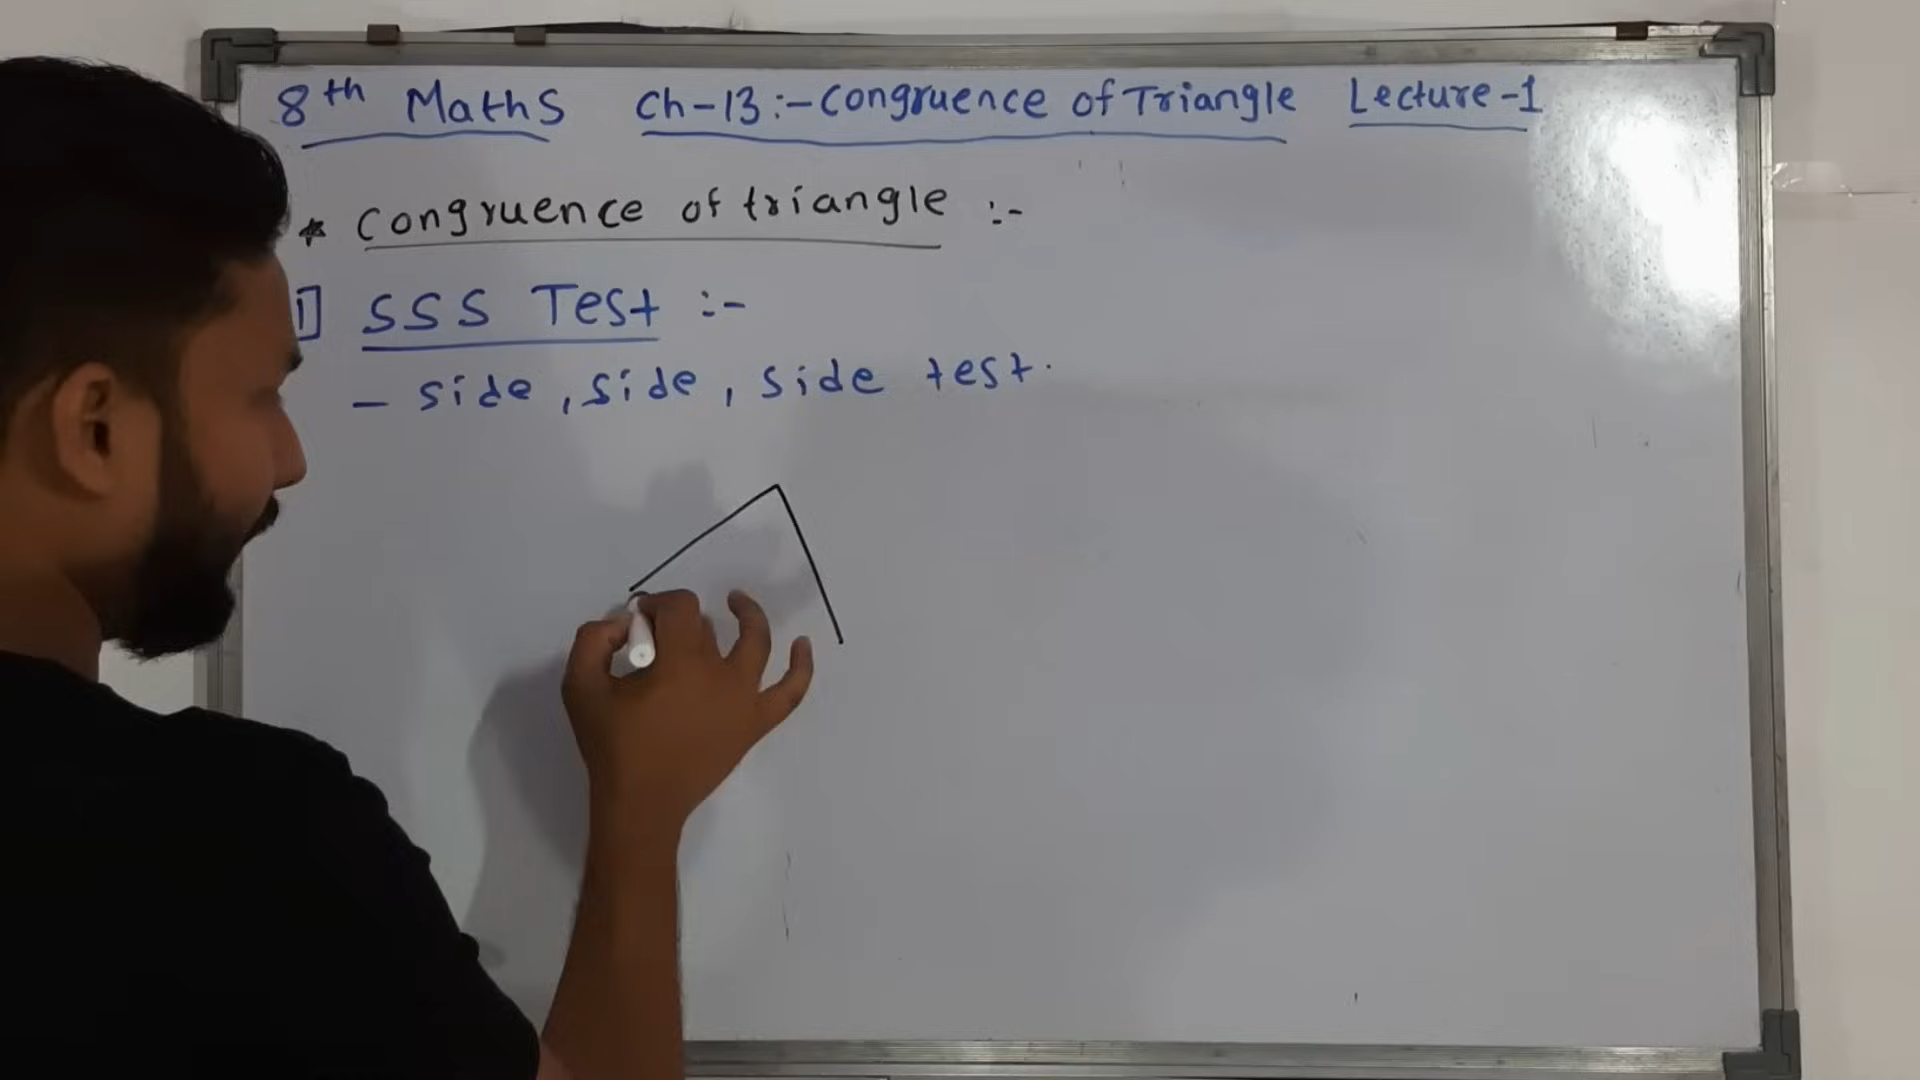 8th Maths Ch-13:- Congruence of Triangle Lecture-1
* Congruence of triangle :-
1] SSS Test :-
- side, side, side test.